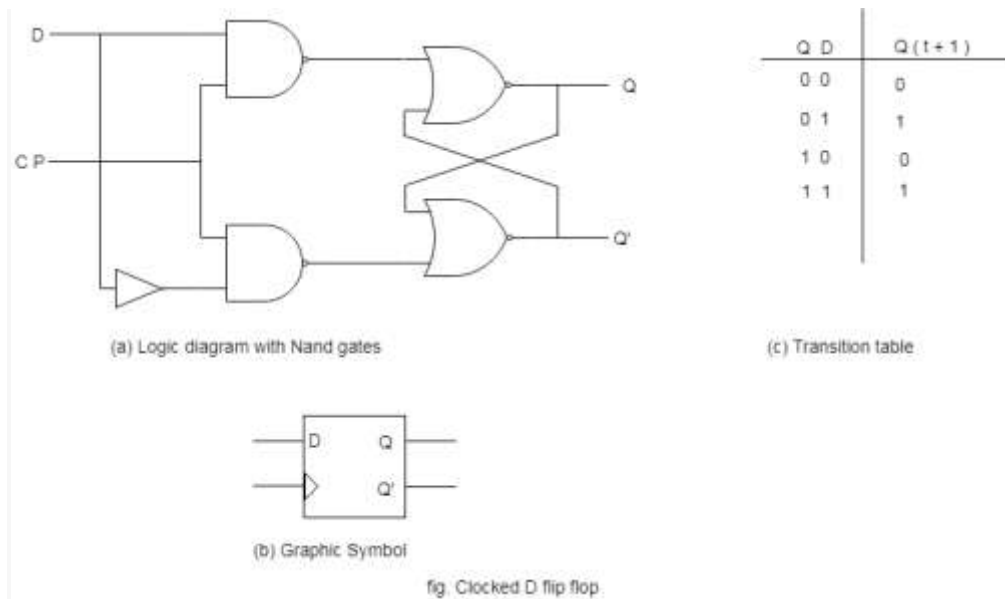 D
C P
Q
Q'
(a) Logic diagram with Nand gates
Q D Q ( t + 1 )
0 0 0
0 1 1
1 0 0
1 1 1
(c) Transition table
D Q
Q'
(b) Graphic Symbol
fig. Clocked D flip flop